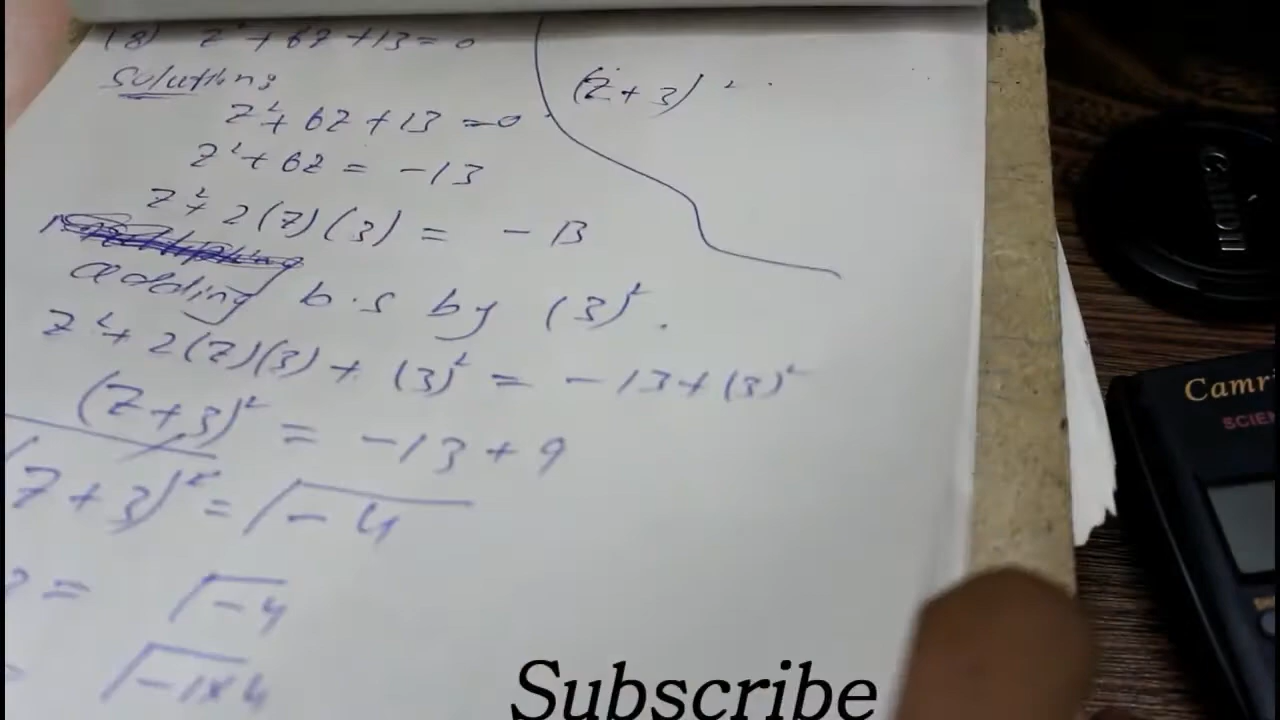 (8) z² + 6z + 13 = 0
Solution:
z² + 6z + 13 = 0
z² + 6z = -13
z² + 2(z)(3) = -13
adding b.s by (3)².
z² + 2(z)(3) + (3)² = -13 + (3)²
(z+3)² = -13 + 9
√(z+3)² = √-4
= √-4
= √-1×4
(z+3)²
CANON
Camri
SCIEN
Subscribe